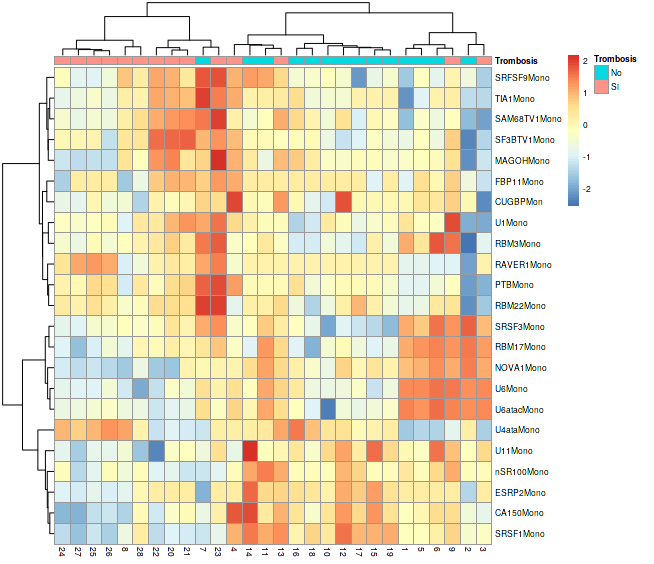 Trombosis
SRFSF9Mono
TIA1Mono
SAM68TV1Mono
SF3BTV1Mono
MAGOHMono
FBP11Mono
CUGBPMon
U1Mono
RBM3Mono
RAVER1Mono
PTBMono
RBM22Mono
SRSF3Mono
RBM17Mono
NOVA1Mono
U6Mono
U6atacMono
U4ataMono
U11Mono
nSR100Mono
ESRP2Mono
CA150Mono
SRSF1Mono
24 27 25 26 8 28 22 20 21 7 23 4 14 11 13 16 18 10 12 17 15 19 1 5 6 9 2 3
2
1
0
-1
-2
Trombosis
No
SI